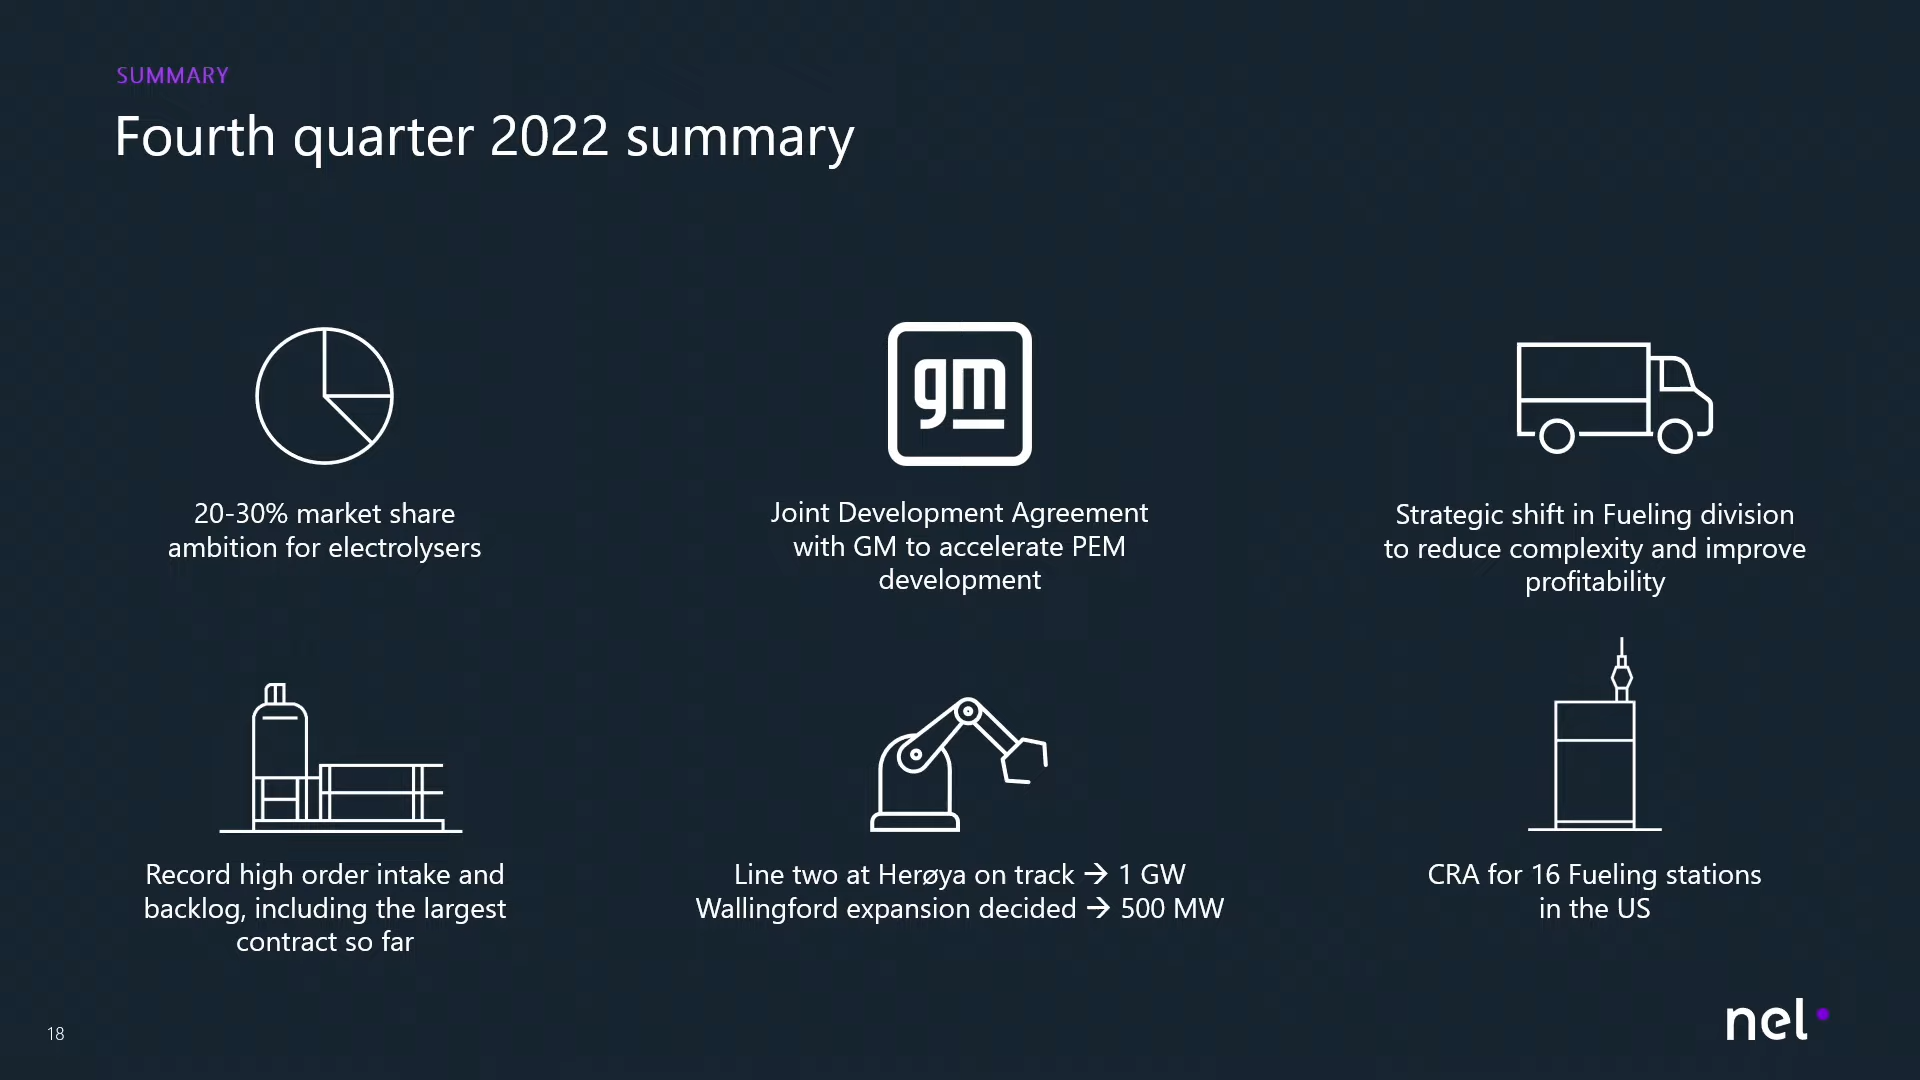 SUMMARY
Fourth quarter 2022 summary
gm
20-30% market share
ambition for electrolysers
Joint Development Agreement
with GM to accelerate PEM
development
Strategic shift in Fueling division
to reduce complexity and improve
profitability
Record high order intake and
backlog, including the largest
contract so far
Line two at Herøya on track → 1 GW
Wallingford expansion decided → 500 MW
CRA for 16 Fueling stations
in the US
18
nel